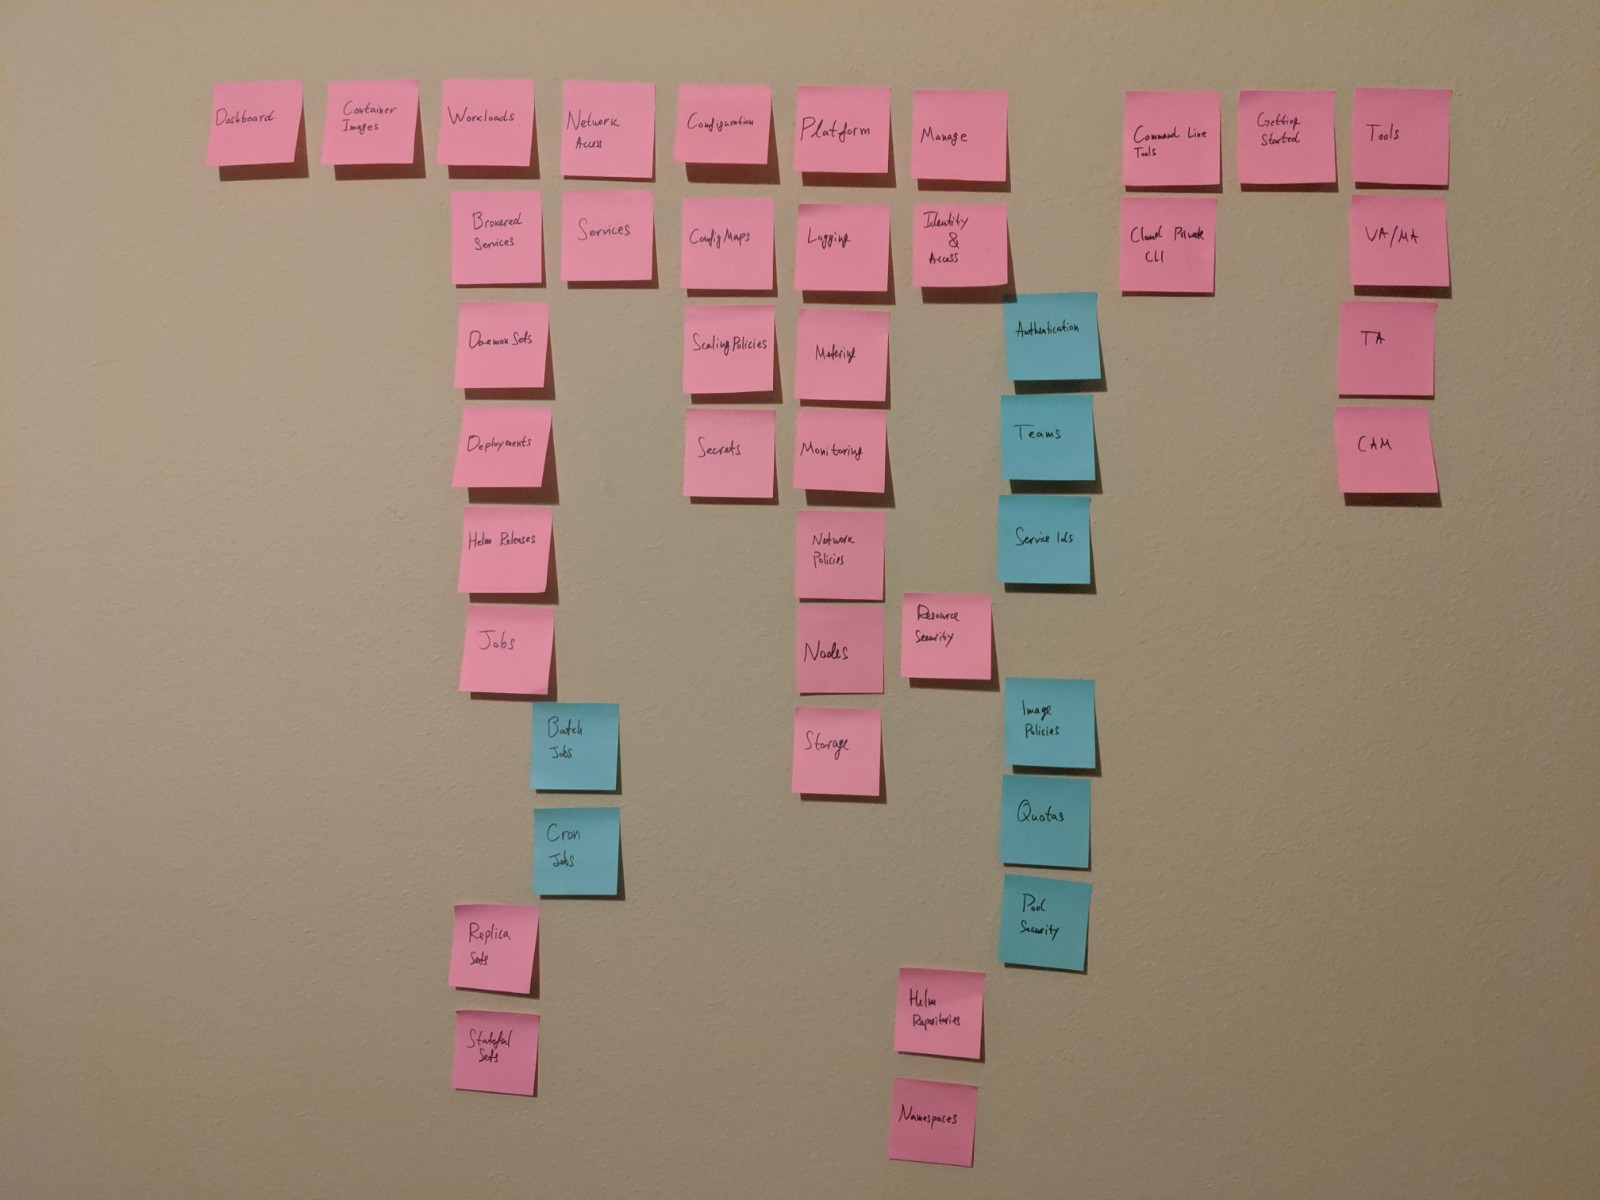 Dashboard
Container
Images
Workloads
Network
Access
Configuration
Platform
Manage
Command Line
Tools
Getting
Started
Tools
Brokered
Services
Services
ConfigMaps
Logging
Identity
&
Access
Cloud Private
CLI
VA/MA
Daemon Sets
Scaling Policies
Metering
Authentication
TA
Deployments
Secrets
Monitoring
Teams
CAM
Helm Releases
Network
Policies
Service Ids
Jobs
Nodes
Resource
Security
Batch
Jobs
Storage
Image
Policies
Cron
Jobs
Quotas
Replica
Sets
Pod
Security
Stateful
Sets
Helm
Repositories
Namespaces